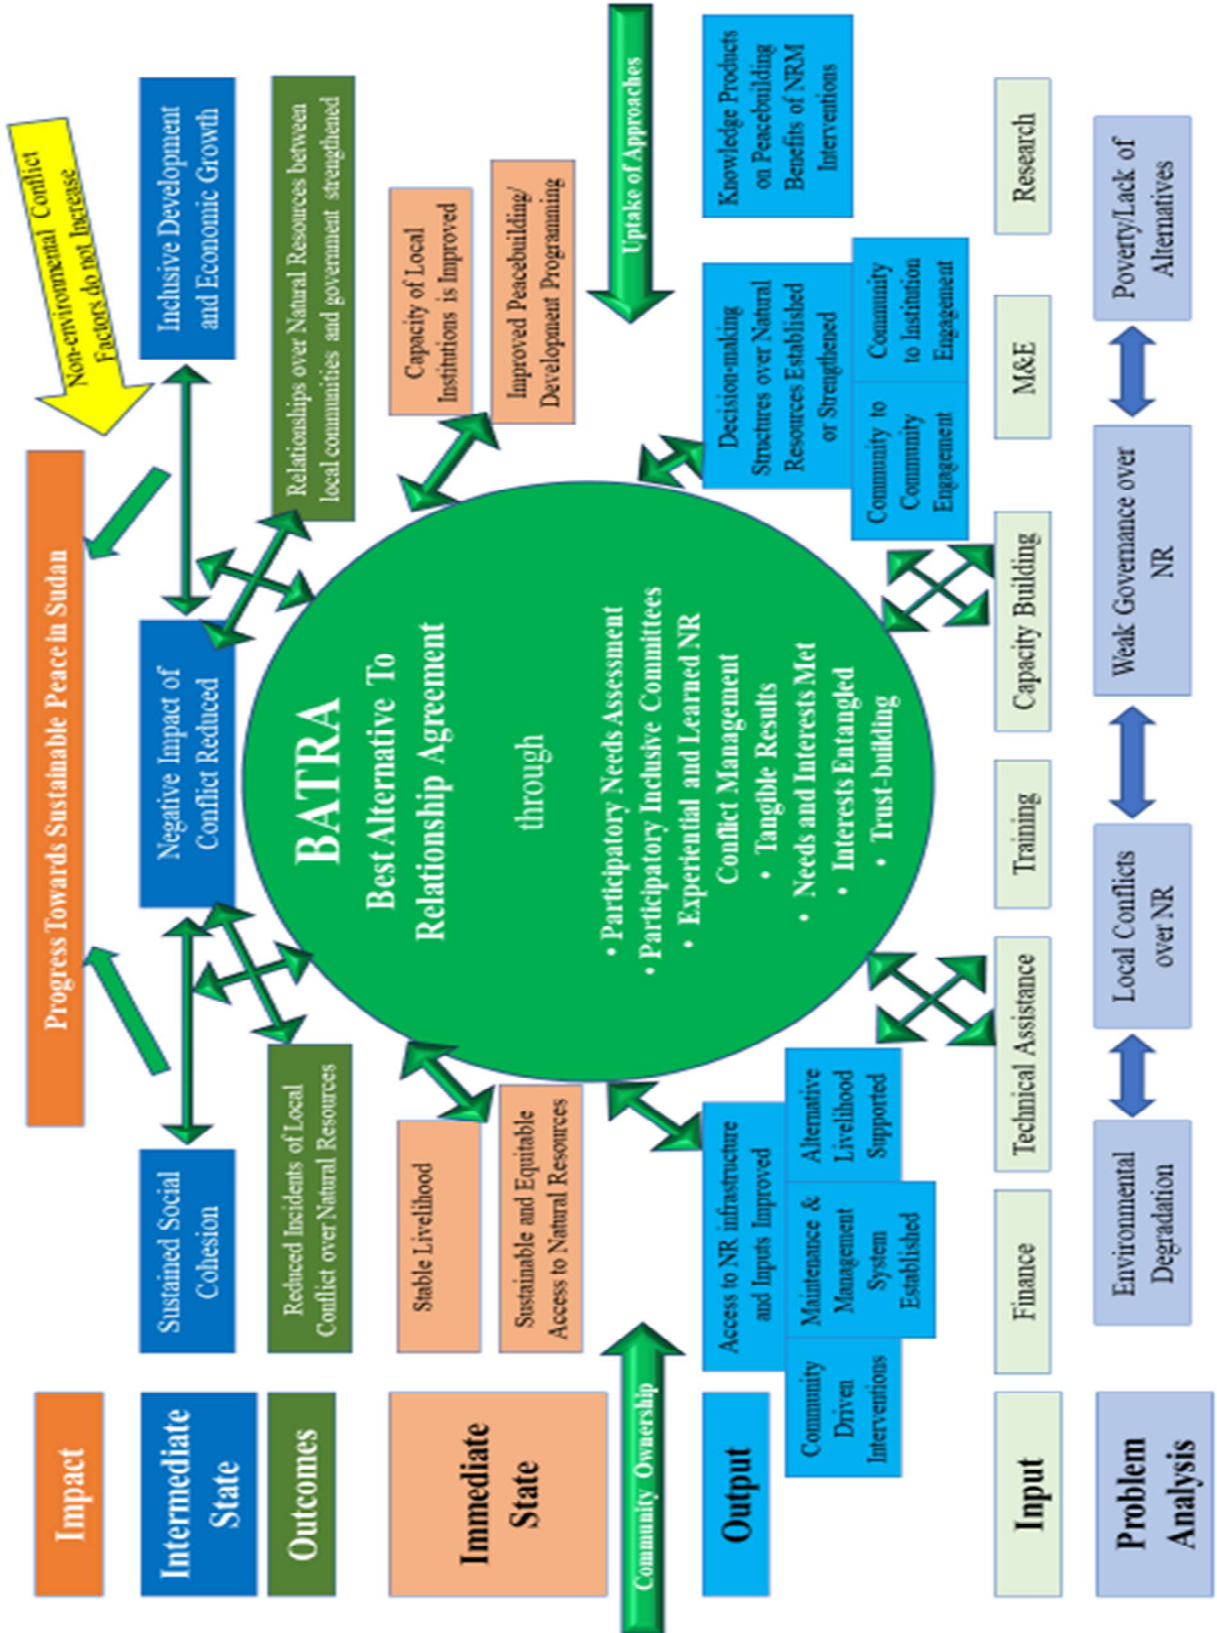 Impact
Progress Towards Sustainable Peace in Sudan
Non-environmental Conflict
Factors do not Increase
Intermediate
State
Sustained Social
Cohesion
Negative Impact of
Conflict Reduced
Inclusive Development
and Economic Growth
Outcomes
Reduced Incidents of Local
Conflict over Natural Resources
Relationships over Natural Resources between
local communities and government strengthened
Immediate
State
Stable Livelihood
Sustainable and Equitable
Access to Natural Resources
BATRA
Best Alternative To
Relationship Agreement
through
• Participatory Needs Assessment
• Participatory Inclusive Committees
• Experiential and Learned NR
Conflict Management
• Tangible Results
• Needs and Interests Met
• Interests Entangled
• Trust-building
Capacity of Local
Institutions is Improved
Improved Peacebuilding/
Development Programming
Community Ownership
Uptake of Approaches
Output
Access to NR infrastructure
and Inputs Improved
Community
Driven
Interventions
Maintenance &
Management
System
Established
Alternative
Livelihood
Supported
Decision-making
Structures over Natural
Resources Established
or Strengthened
Community to
Community
Engagement
Community
to Institution
Engagement
Knowledge Products
on Peacebuilding
Benefits of NRM
Interventions
Input
Finance
Technical Assistance
Training
Capacity Building
M&E
Research
Problem
Analysis
Environmental
Degradation
Local Conflicts
over NR
Weak Governance over
NR
Poverty/Lack of
Alternatives